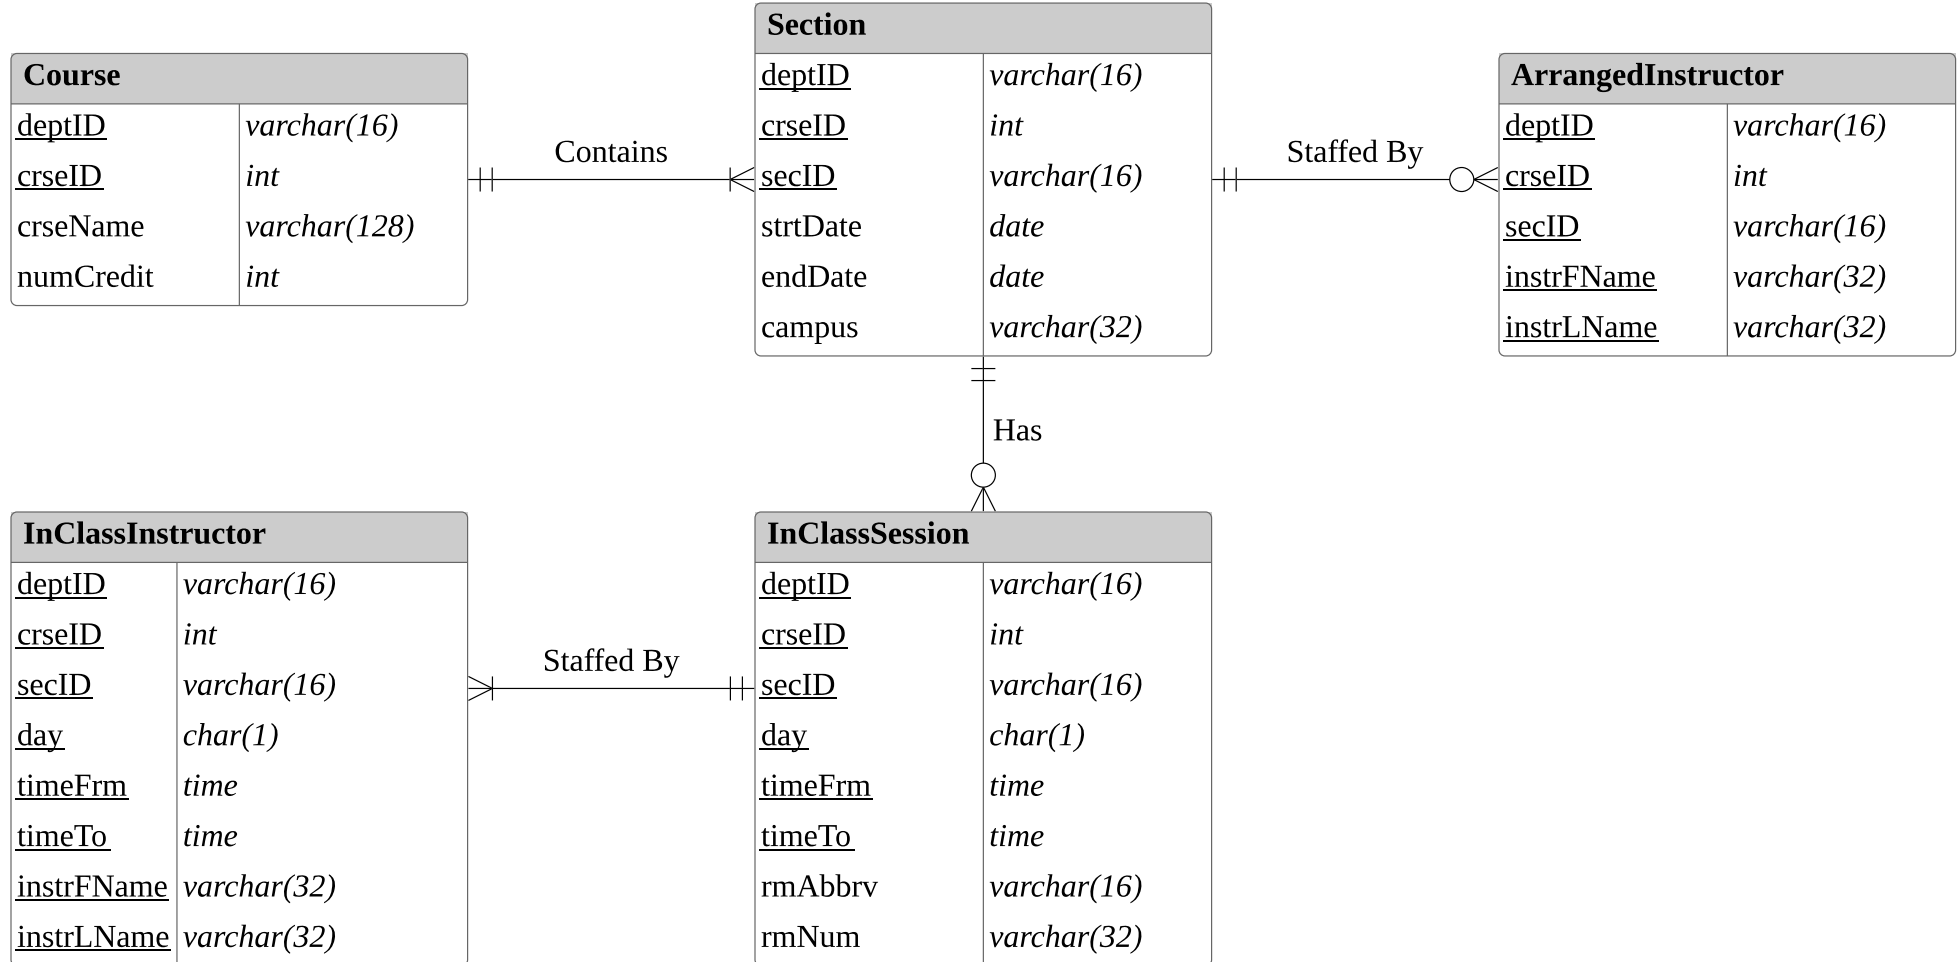 Course
deptID varchar(16)
crseID int
crseName varchar(128)
numCredit int
Contains
Section
deptID varchar(16)
crseID int
secID varchar(16)
strtDate date
endDate date
campus varchar(32)
Staffed By
ArrangedInstructor
deptID varchar(16)
crseID int
secID varchar(16)
instrFName varchar(32)
instrLName varchar(32)
Has
InClassInstructor
deptID varchar(16)
crseID int
secID varchar(16)
day char(1)
timeFrm time
timeTo time
instrFName varchar(32)
instrLName varchar(32)
Staffed By
InClassSession
deptID varchar(16)
crseID int
secID varchar(16)
day char(1)
timeFrm time
timeTo time
rmAbbrv varchar(16)
rmNum varchar(32)